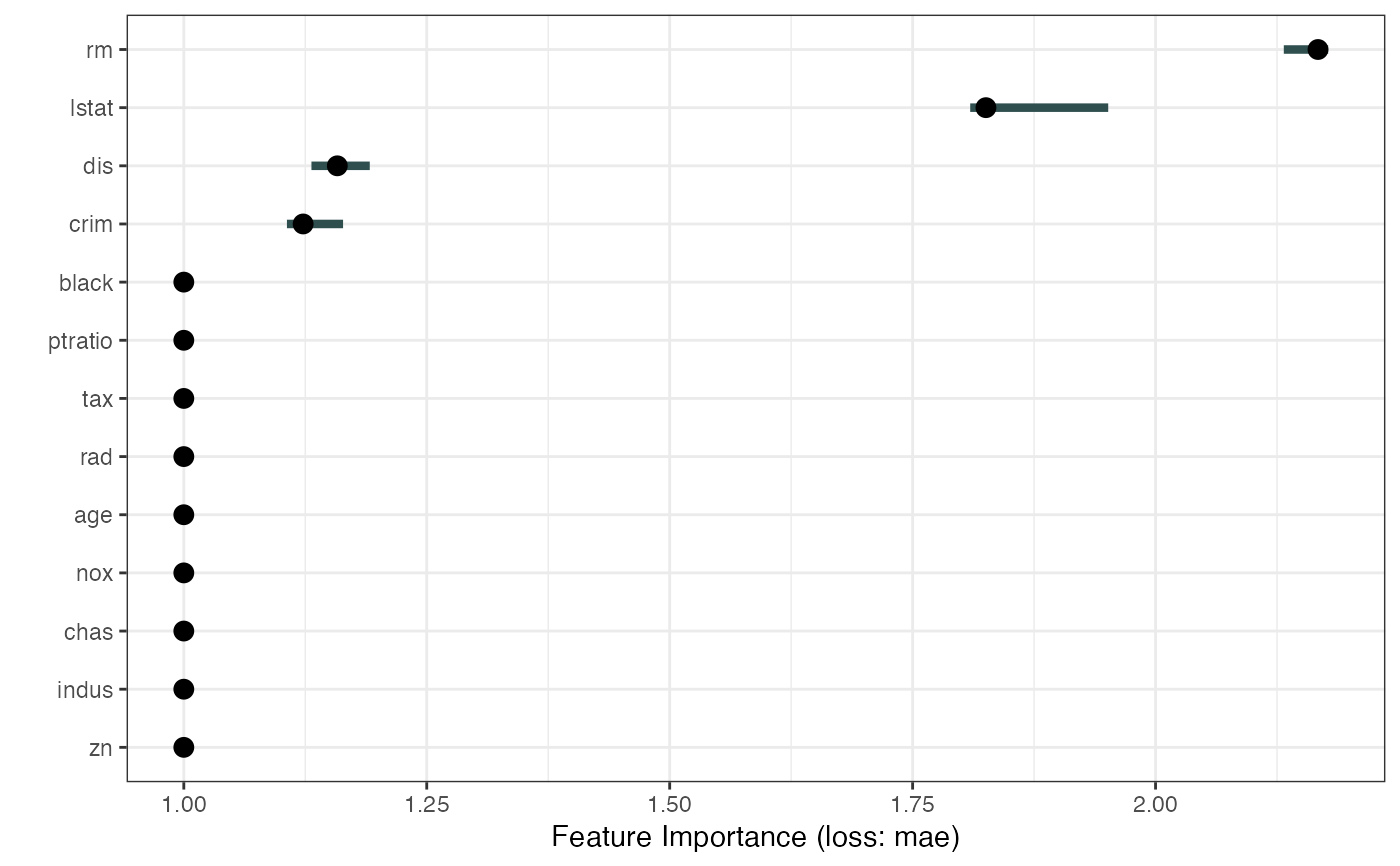 rm
lstat
dis
crim
black
ptratio
tax
rad
age
nox
chas
indus
zn
1.00 1.25 1.50 1.75 2.00
Feature Importance (loss: mae)